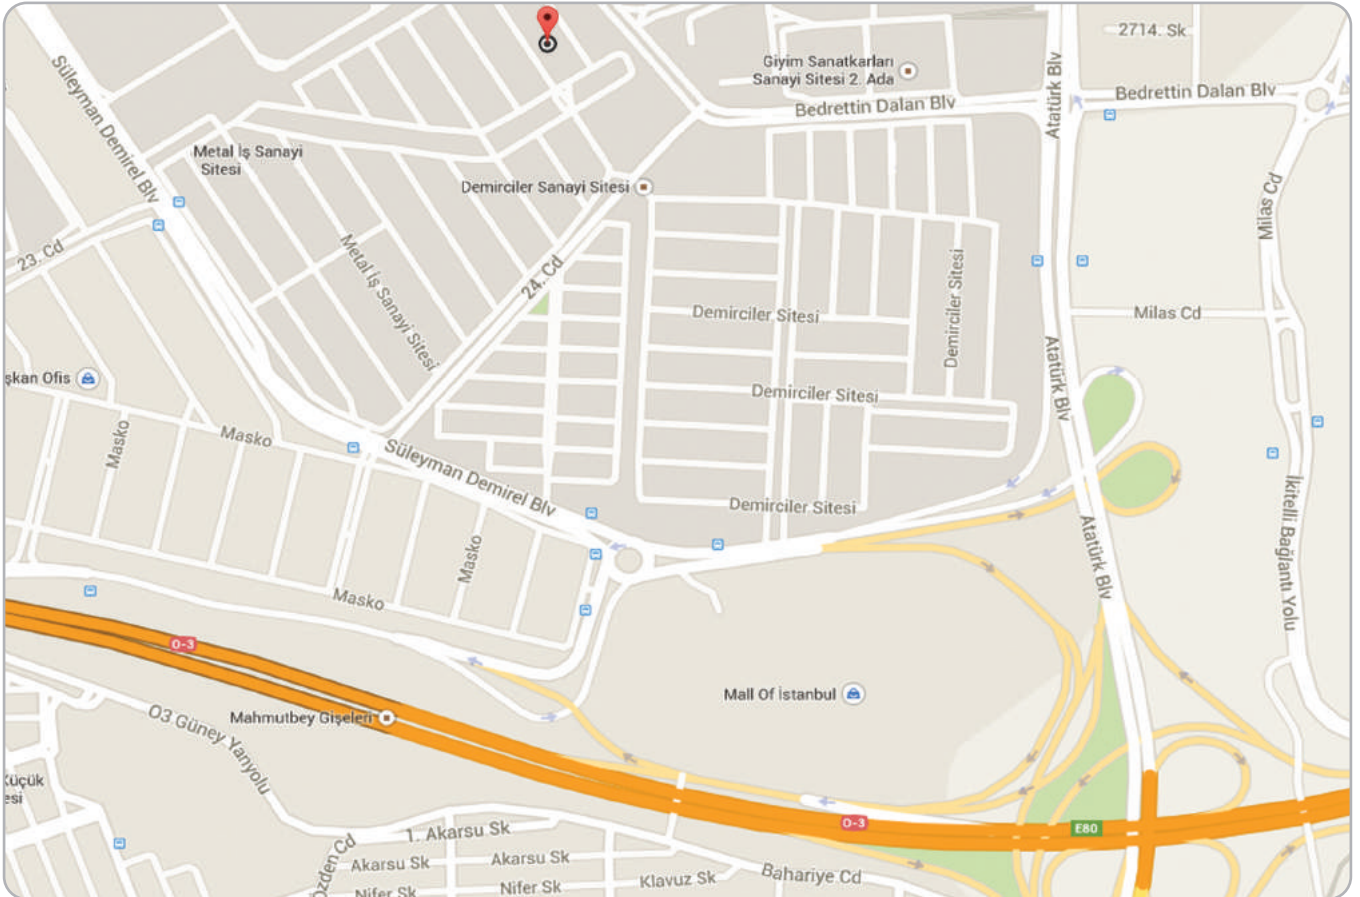 2714. Sk
Giyim Sanatkarları
Sanayi Sitesi 2. Ada
Bedrettin Dalan Blv
Bedrettin Dalan Blv
Atatürk Blv
Süleyman Demirel Blv
Metal İş Sanayi
Sitesi
Demirciler Sanayi Sitesi
Milas Cd
23. Cd
24. Cd
Metal İş Sanayi Sitesi
Demirciler Sitesi
Demirciler Sitesi
Milas Cd
Atatürk Blv
şkan Ofis
Demirciler Sitesi
Masko
Masko
Süleyman Demirel Blv
Demirciler Sitesi
Atatürk Blv
İkitelli Bağlantı Yolu
Masko
Masko
O-3
Mall Of İstanbul
Mahmutbey Gişeleri
O3 Güney Yanyolu
Küçük
esi
O-3
E80
1. Akarsu Sk
Özden Cd
Akarsu Sk
Akarsu Sk
Nifer Sk
Nifer Sk
Klavuz Sk
Bahariye Cd